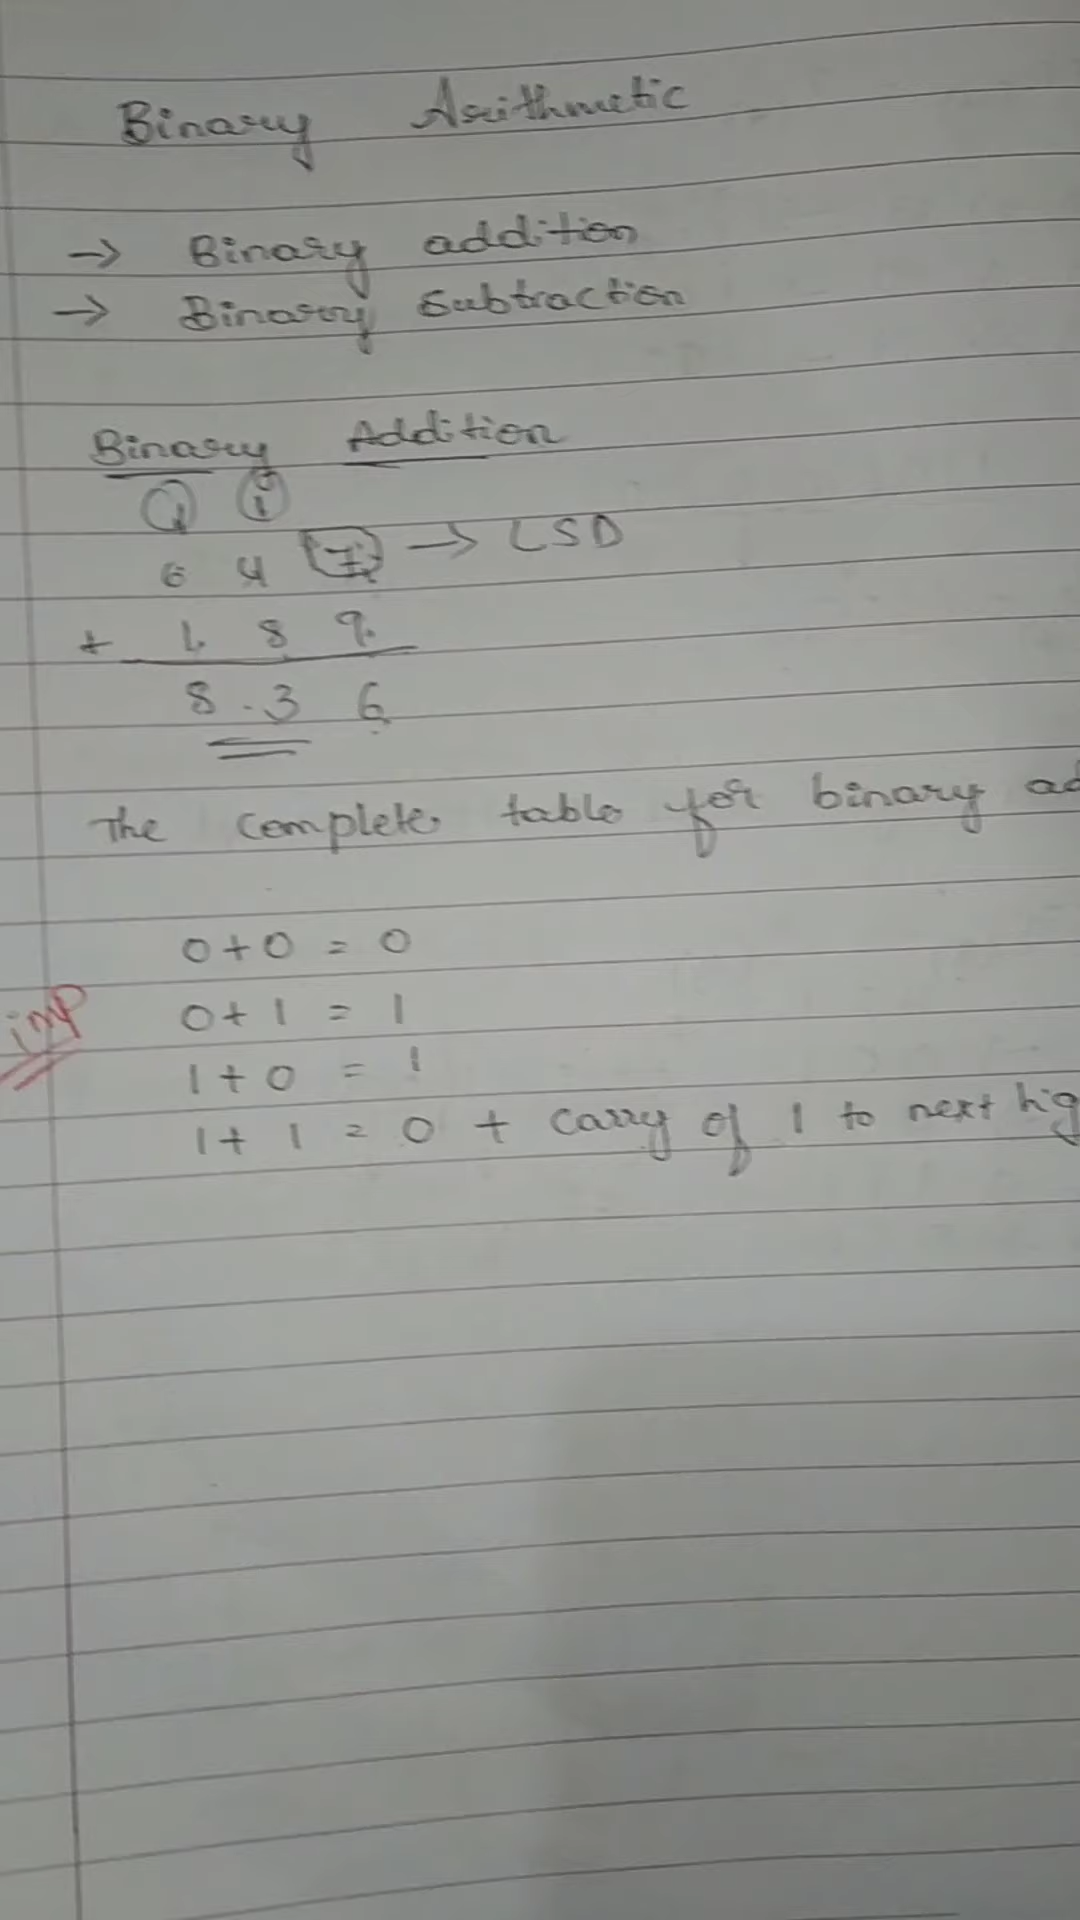 Binary Arithmetic
→ Binary addition
→ Binary Subtraction
Binary Addition
1 1
6 4 7 → LSD
+ 1 8 9
8 3 6
The complete table for binary ad
0 + 0 = 0
imp
0 + 1 = 1
1 + 0 = 1
1 + 1 = 0 + carry of 1 to next hig